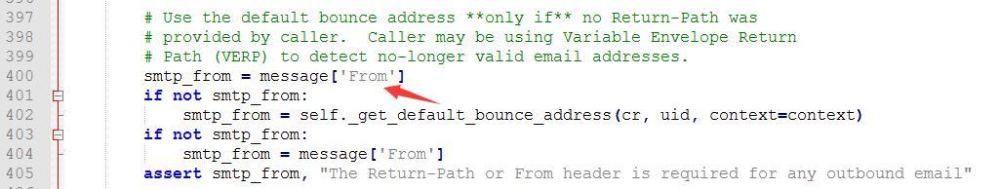 397 # Use the default bounce address **only if** no Return-Path was
398 # provided by caller.  Caller may be using Variable Envelope Return
399 # Path (VERP) to detect no-longer valid email addresses.
400 smtp_from = message['From']
401 if not smtp_from:
402     smtp_from = self._get_default_bounce_address(cr, uid, context=context)
403 if not smtp_from:
404     smtp_from = message['From']
405 assert smtp_from, "The Return-Path or From header is required for any outbound email"